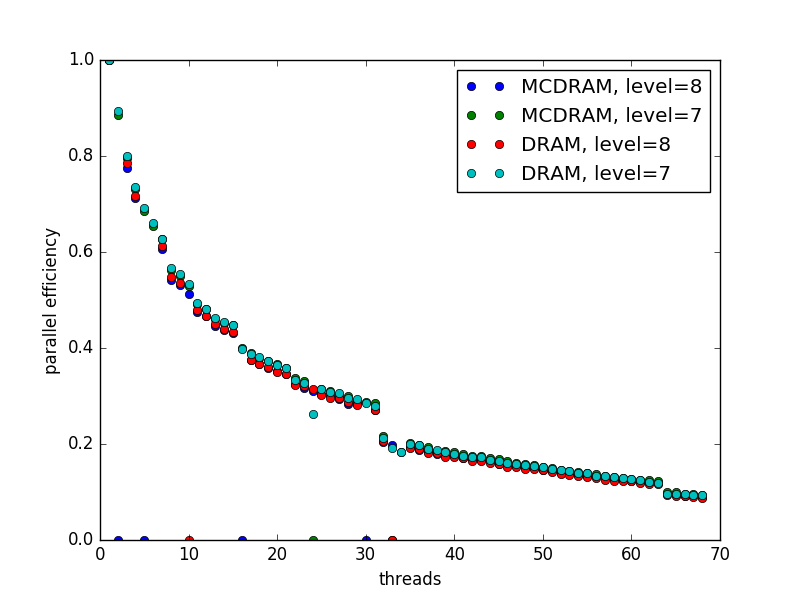 1.0
0.8
0.6
0.4
0.2
0.0
parallel efficiency
MCDRAM, level=8
MCDRAM, level=7
DRAM, level=8
DRAM, level=7
0 10 20 30 40 50 60 70
threads